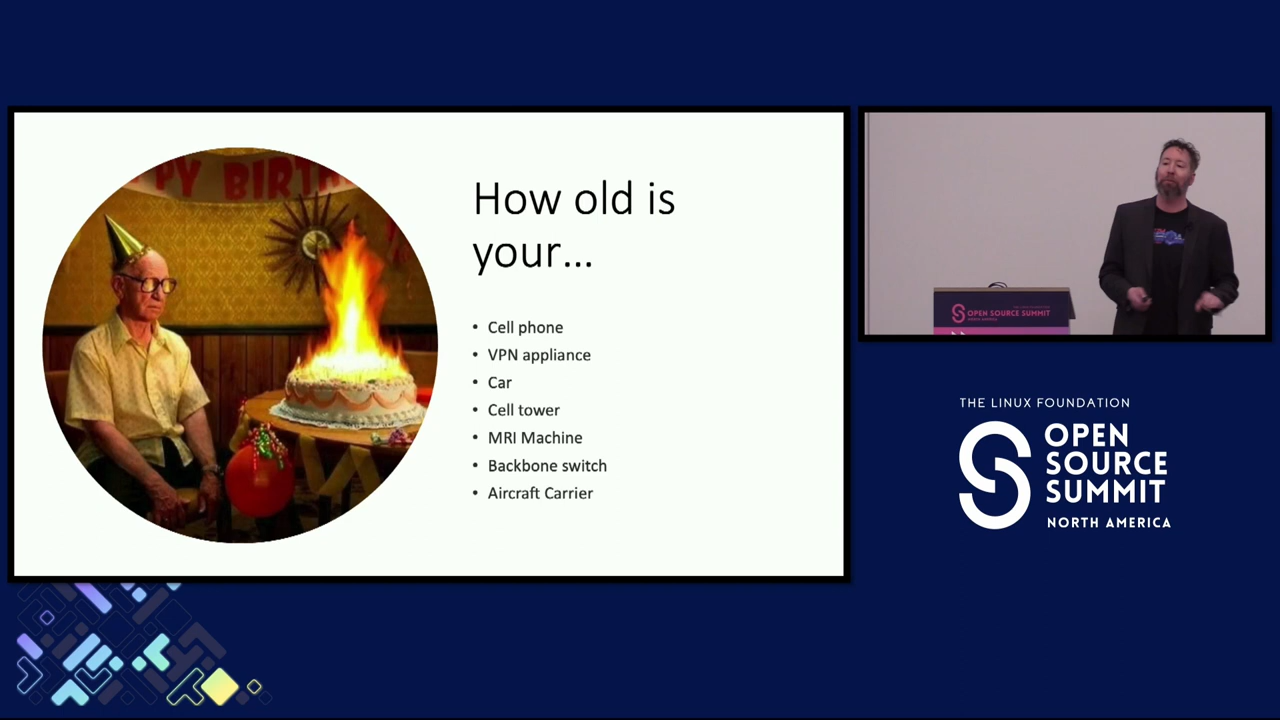 PY BIRTH
How old is
your...
• Cell phone
• VPN appliance
• Car
• Cell tower
• MRI Machine
• Backbone switch
• Aircraft Carrier
OPEN SOURCE SUMMIT
THE LINUX FOUNDATION
OPEN
SOURCE
SUMMIT
NORTH AMERICA